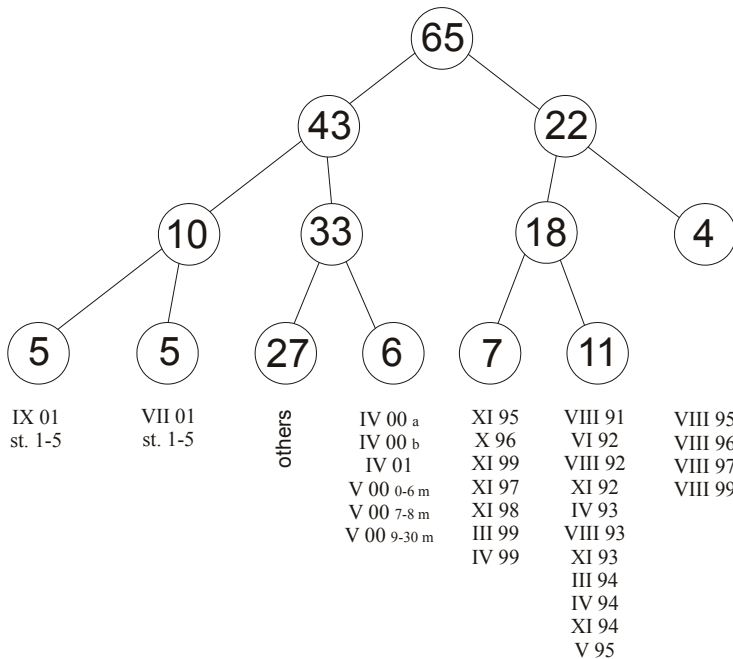 65
43
22
10
33
18
4
5
5
27
6
7
11
IX 01
st. 1-5
VII 01
st. 1-5
others
IV 00 a
IV 00 b
IV 01
V 00 0-6 m
V 00 7-8 m
V 00 9-30 m
XI 95
X 96
XI 99
XI 97
XI 98
III 99
IV 99
VIII 91
VI 92
VIII 92
XI 92
IV 93
VIII 93
XI 93
III 94
IV 94
XI 94
V 95
VIII 95
VIII 96
VIII 97
VIII 99